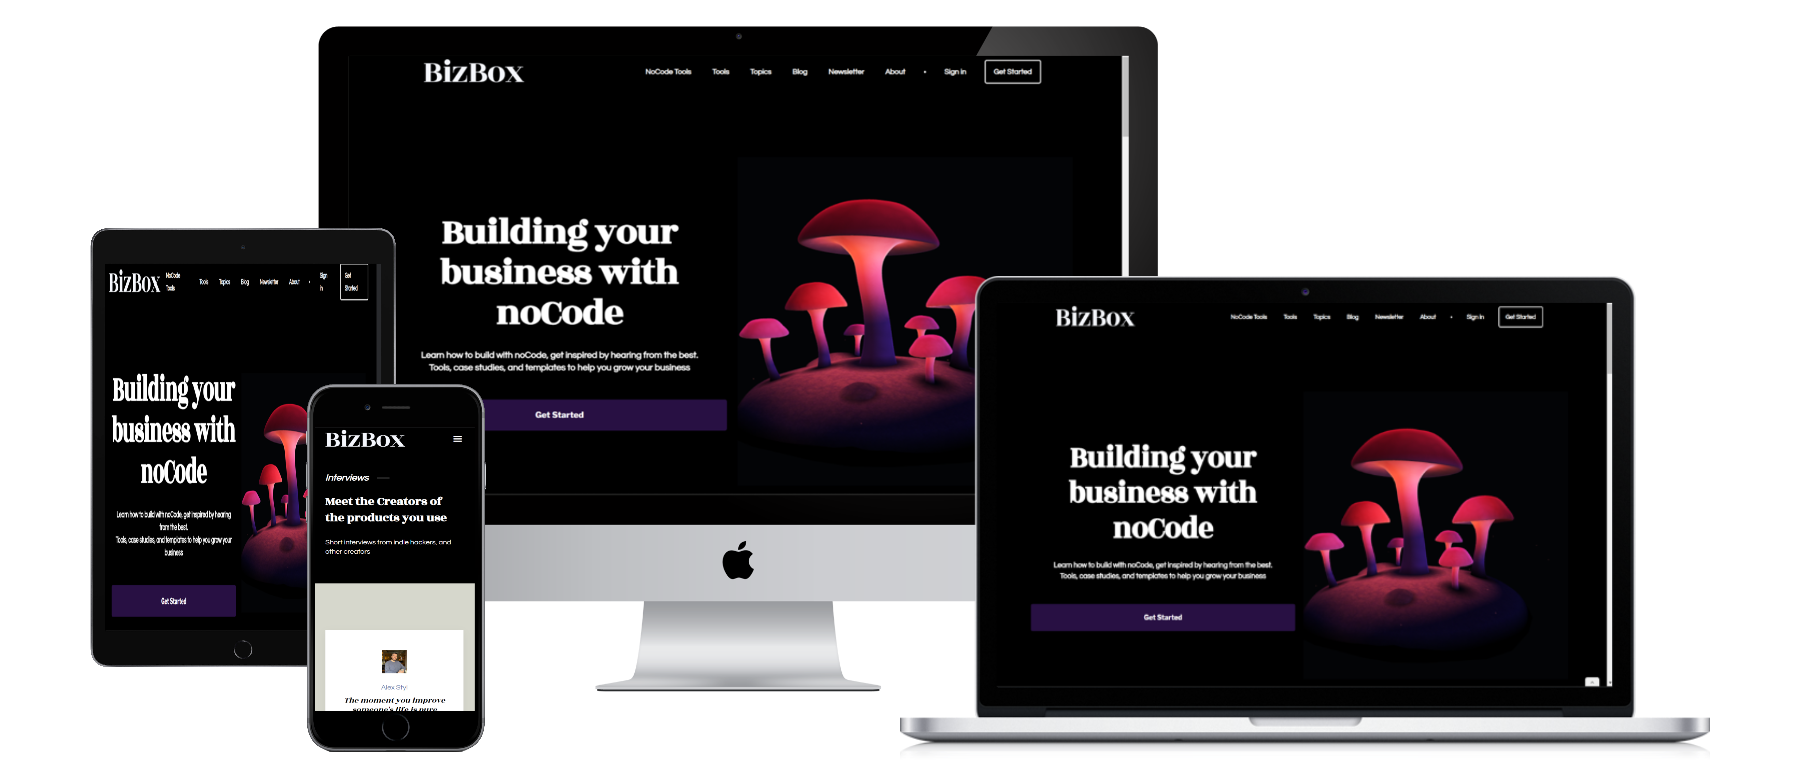 BizBox
NoCode Tools Tools Topics Blog Newsletter About • Sign in Get Started
Building your
business with
noCode
Learn how to build with noCode, get inspired by hearing from the best.
Tools, case studies, and templates to help you grow your business
Get Started
BizBox
NoCode
Tools
Tools Topics Blog Newsletter About •
Sign
in
Get
Started
Building your
business with
noCode
Learn how to build with noCode, get inspired by hearing
from the best.
Tools, case studies, and templates to help you grow your
business
Get Started
BizBox
Interviews
Meet the Creators of
the products you use
Short interviews from indie hackers, and
other creators
Alex Styl
The moment you improve
someone's life is pure
BizBox
NoCode Tools Tools Topics Blog Newsletter About • Sign in Get Started
Building your
business with
noCode
Learn how to build with noCode, get inspired by hearing from the best.
Tools, case studies, and templates to help you grow your business
Get Started